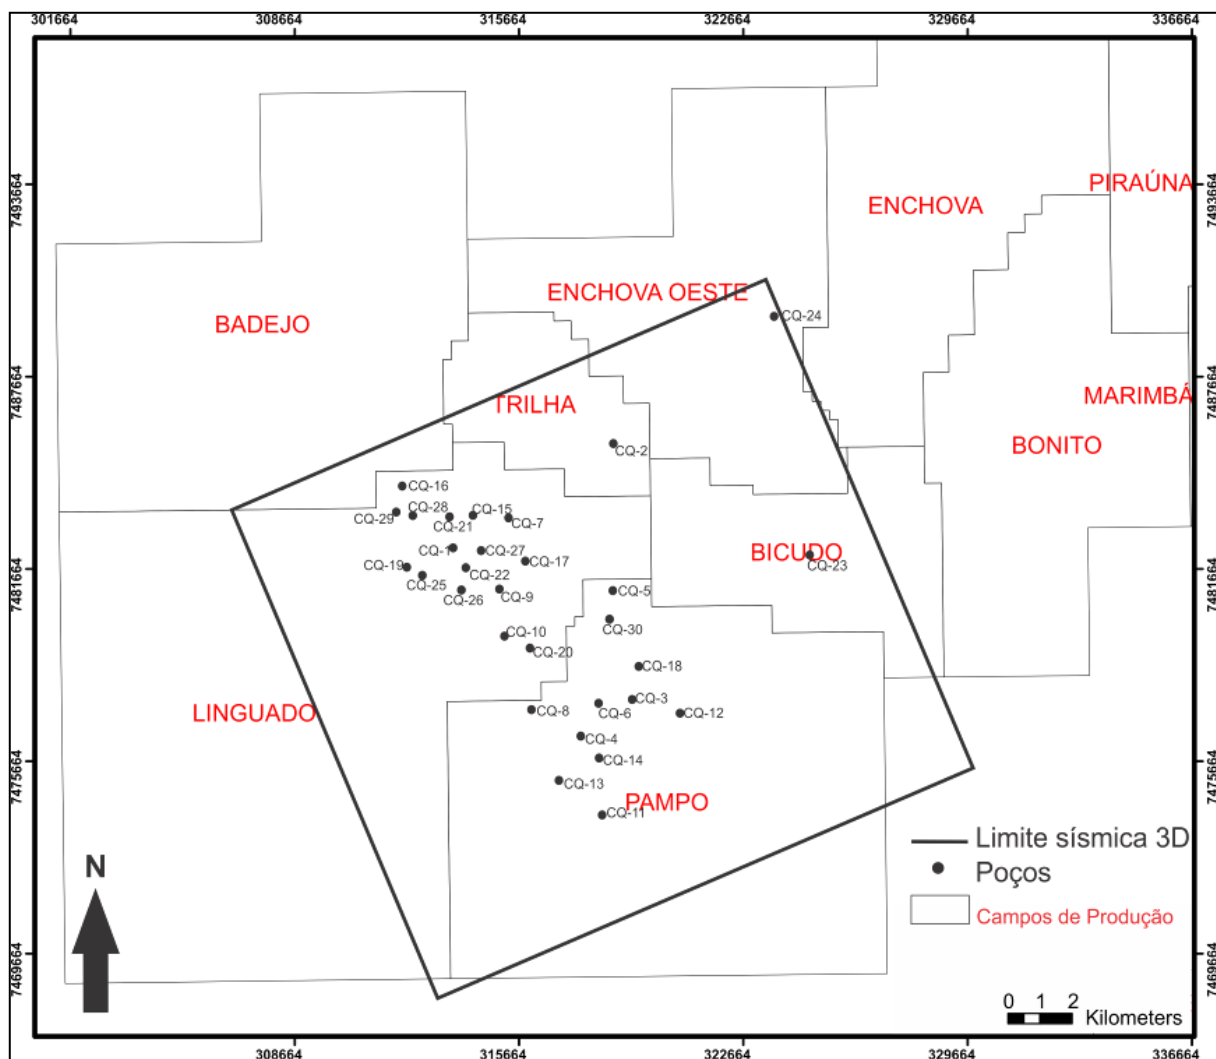 301664 308664 315664 322664 329664 336664
7493664 7493664
PIRAÚNA
ENCHOVA
ENCHOVA OESTE
CQ-24
BADEJO
7487664 7487664
MARIMBÁ
TRILHA
BONITO
CQ-2
CQ-16
CQ-28 CQ-15
CQ-29 CQ-21 CQ-7
CQ-1 CQ-27 CQ-17
BICUDO
CQ-23
7481664 7481664
CQ-19 CQ-22
CQ-25
CQ-26 CQ-9 CQ-5
CQ-30
CQ-10
CQ-20
CQ-18
CQ-3
LINGUADO
CQ-8 CQ-6 CQ-12
CQ-4
CQ-14
7475664 7475664
CQ-13
PAMPO
CQ-11
Limite sísmica 3D
Poços
Campos de Produção
N
7469664 7469664
0 1 2
Kilometers
308664 315664 322664 329664 336664